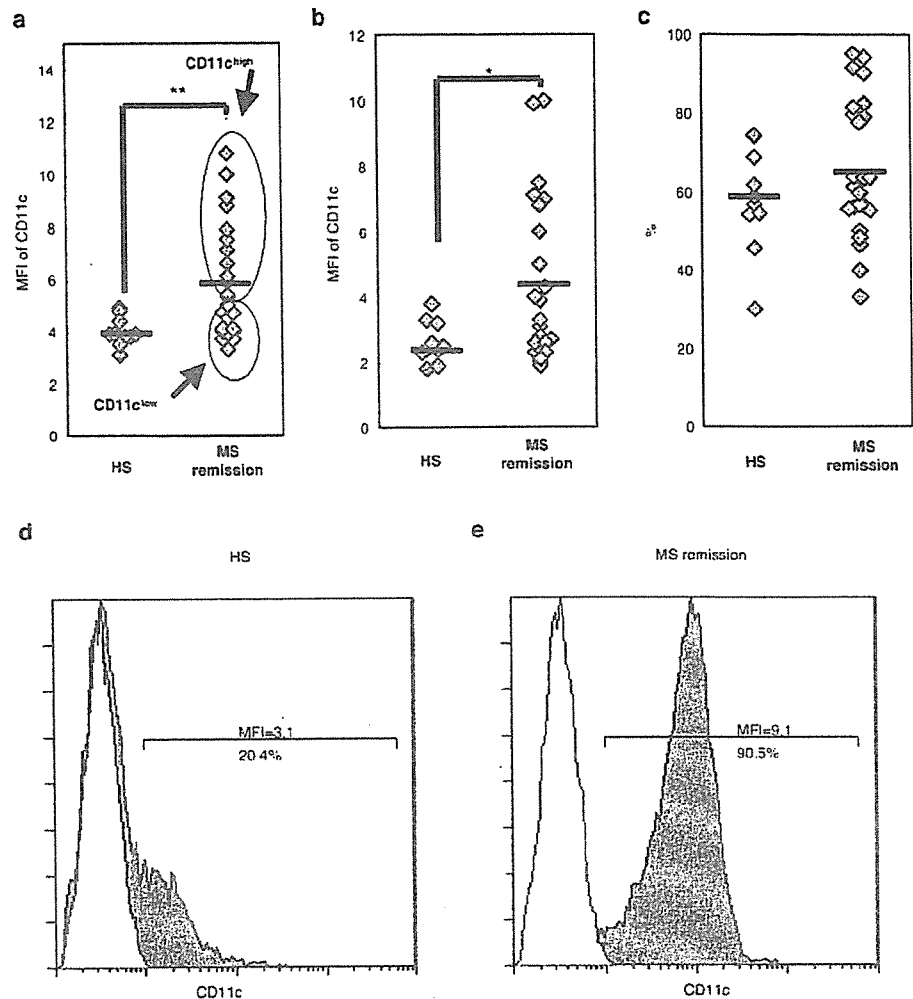 a
b
c
MFI of CD11c
14
12
10
8
6
4
2
0
**
CD11chigh
CD11clow
HS
MS
remission
MFI of CD11c
12
10
8
6
4
2
0
*
HS
MS
remission
%
100
80
60
40
20
0
HS
MS
remission
d
HS
MFI=3.1
20.4%
CD11c
e
MS remission
MFI=9.1
90.5%
CD11c